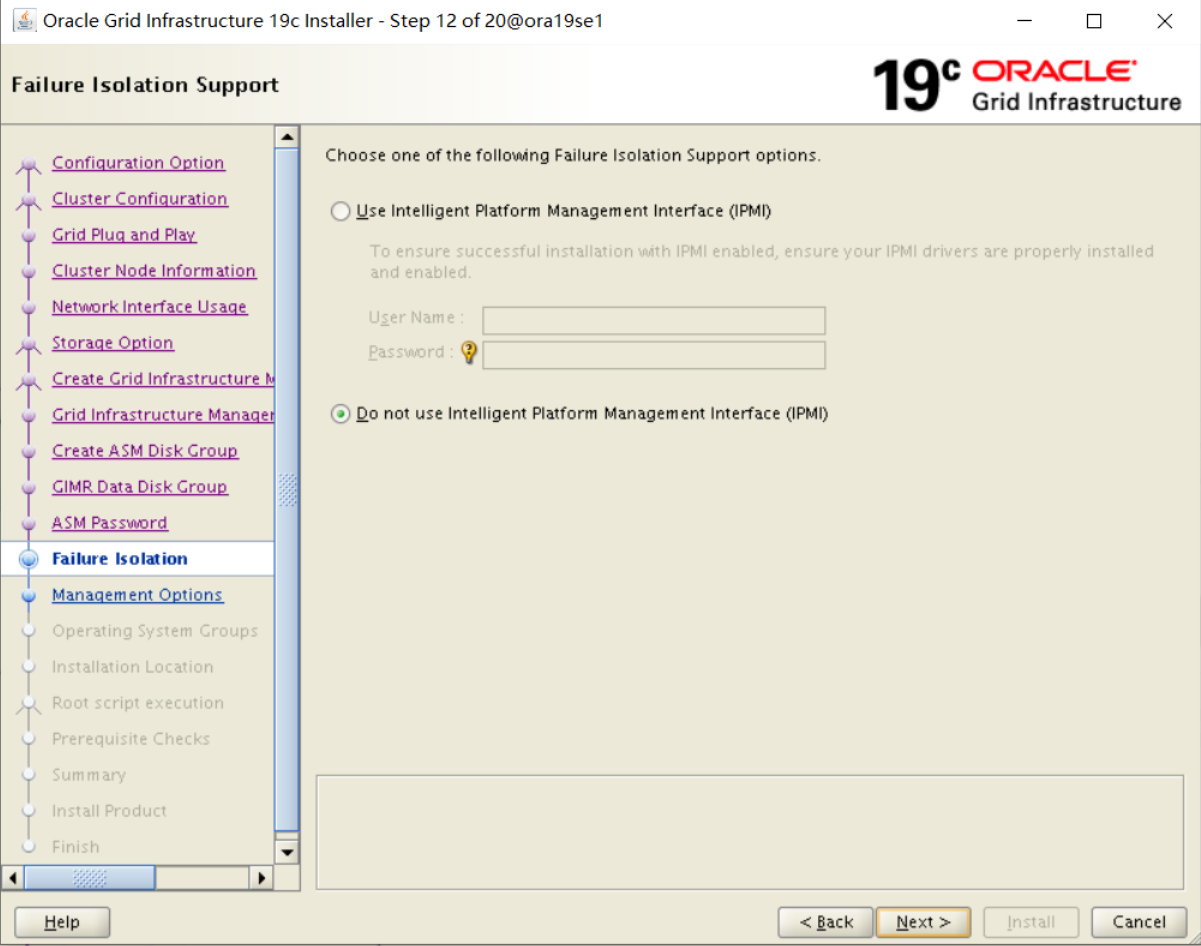 Oracle Grid Infrastructure 19c Installer - Step 12 of 20@ora19se1
Failure Isolation Support
19c ORACLE
Grid Infrastructure
Configuration Option
Cluster Configuration
Grid Plug and Play
Cluster Node Information
Network Interface Usage
Storage Option
Create Grid Infrastructure M
Grid Infrastructure Manager
Create ASM Disk Group
GIMR Data Disk Group
ASM Password
Failure Isolation
Management Options
Operating System Groups
Installation Location
Root script execution
Prerequisite Checks
Summary
Install Product
Finish
Choose one of the following Failure Isolation Support options.
Use Intelligent Platform Management Interface (IPMI)
To ensure successful installation with IPMI enabled, ensure your IPMI drivers are properly installed
and enabled.
User Name :
Password :
Do not use Intelligent Platform Management Interface (IPMI)
Help
< Back
Next >
Install
Cancel